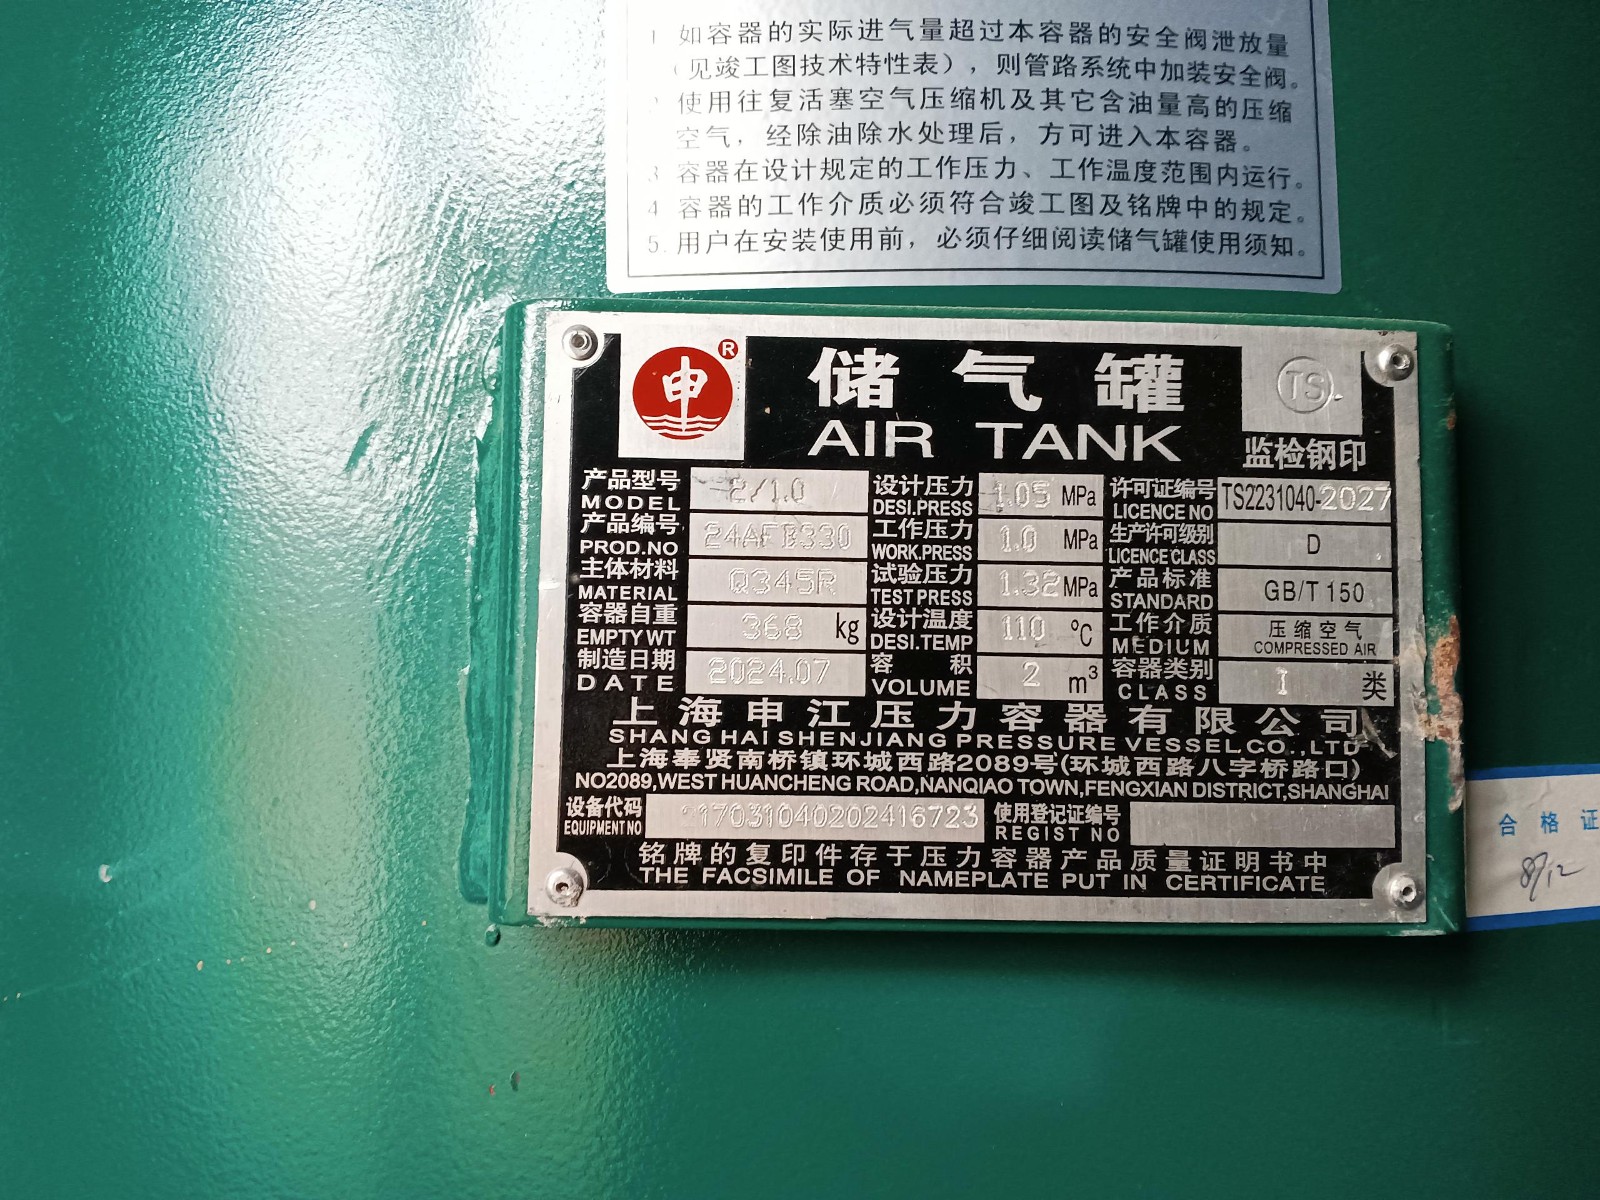 1 如容器的实际进气量超过本容器的安全阀泄放量
（见竣工图技术特性表），则管路系统中加装安全阀。
2 使用往复活塞空气压缩机及其它含油量高的压缩
空气，经除油除水处理后，方可进入本容器。
3 容器在设计规定的工作压力、工作温度范围内运行。
4 容器的工作介质必须符合竣工图及铭牌中的规定。
5. 用户在安装使用前，必须仔细阅读储气罐使用须知。
申 ®
储气罐 TS
AIR TANK 监检钢印
产品型号 2/1.0 设计压力 1.05 MPa 许可证编号 TS2231040-2027
MODEL DESI.PRESS LICENCE NO
产品编号 24AFB330 工作压力 1.0 MPa 生产许可级别 D
PROD.NO WORK.PRESS LICENCE CLASS
主体材料 Q345R 试验压力 1.32 MPa 产品标准 GB/T 150
MATERIAL TEST PRESS STANDARD
容器自重 368 kg 设计温度 110 °C 工作介质 压缩空气
EMPTY WT DESI.TEMP MEDIUM COMPRESSED AIR
制造日期 2024.07 容积 2 m³ 容器类别 I 类
DATE VOLUME CLASS
上海申江压力容器有限公司
SHANG HAI SHENJIANG PRESSURE VESSEL CO.,LTD
上海奉贤南桥镇环城西路2089号(环城西路八字桥路口)
NO2089,WEST HUANCHENG ROAD,NANQIAO TOWN,FENGXIAN DISTRICT,SHANGHAI
设备代码 217031040202416723 使用登记证编号
EQUIPMENT NO REGIST NO
铭牌的复印件存于压力容器产品质量证明书中
THE FACSIMILE OF NAMEPLATE PUT IN CERTIFICATE
合格证